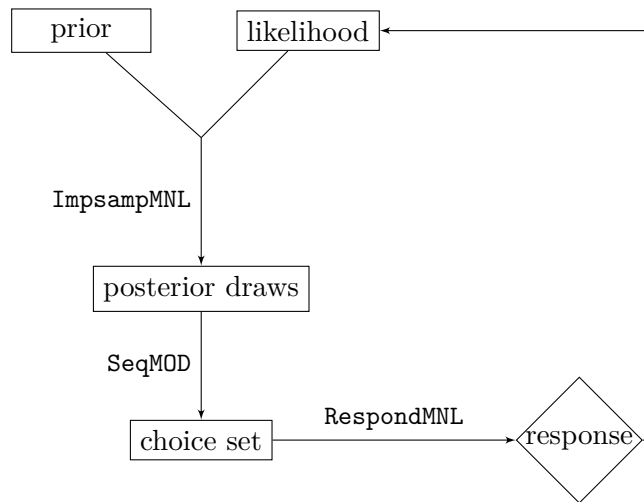 prior
likelihood
ImpsampMNL
posterior draws
SeqMOD
RespondMNL
choice set
response